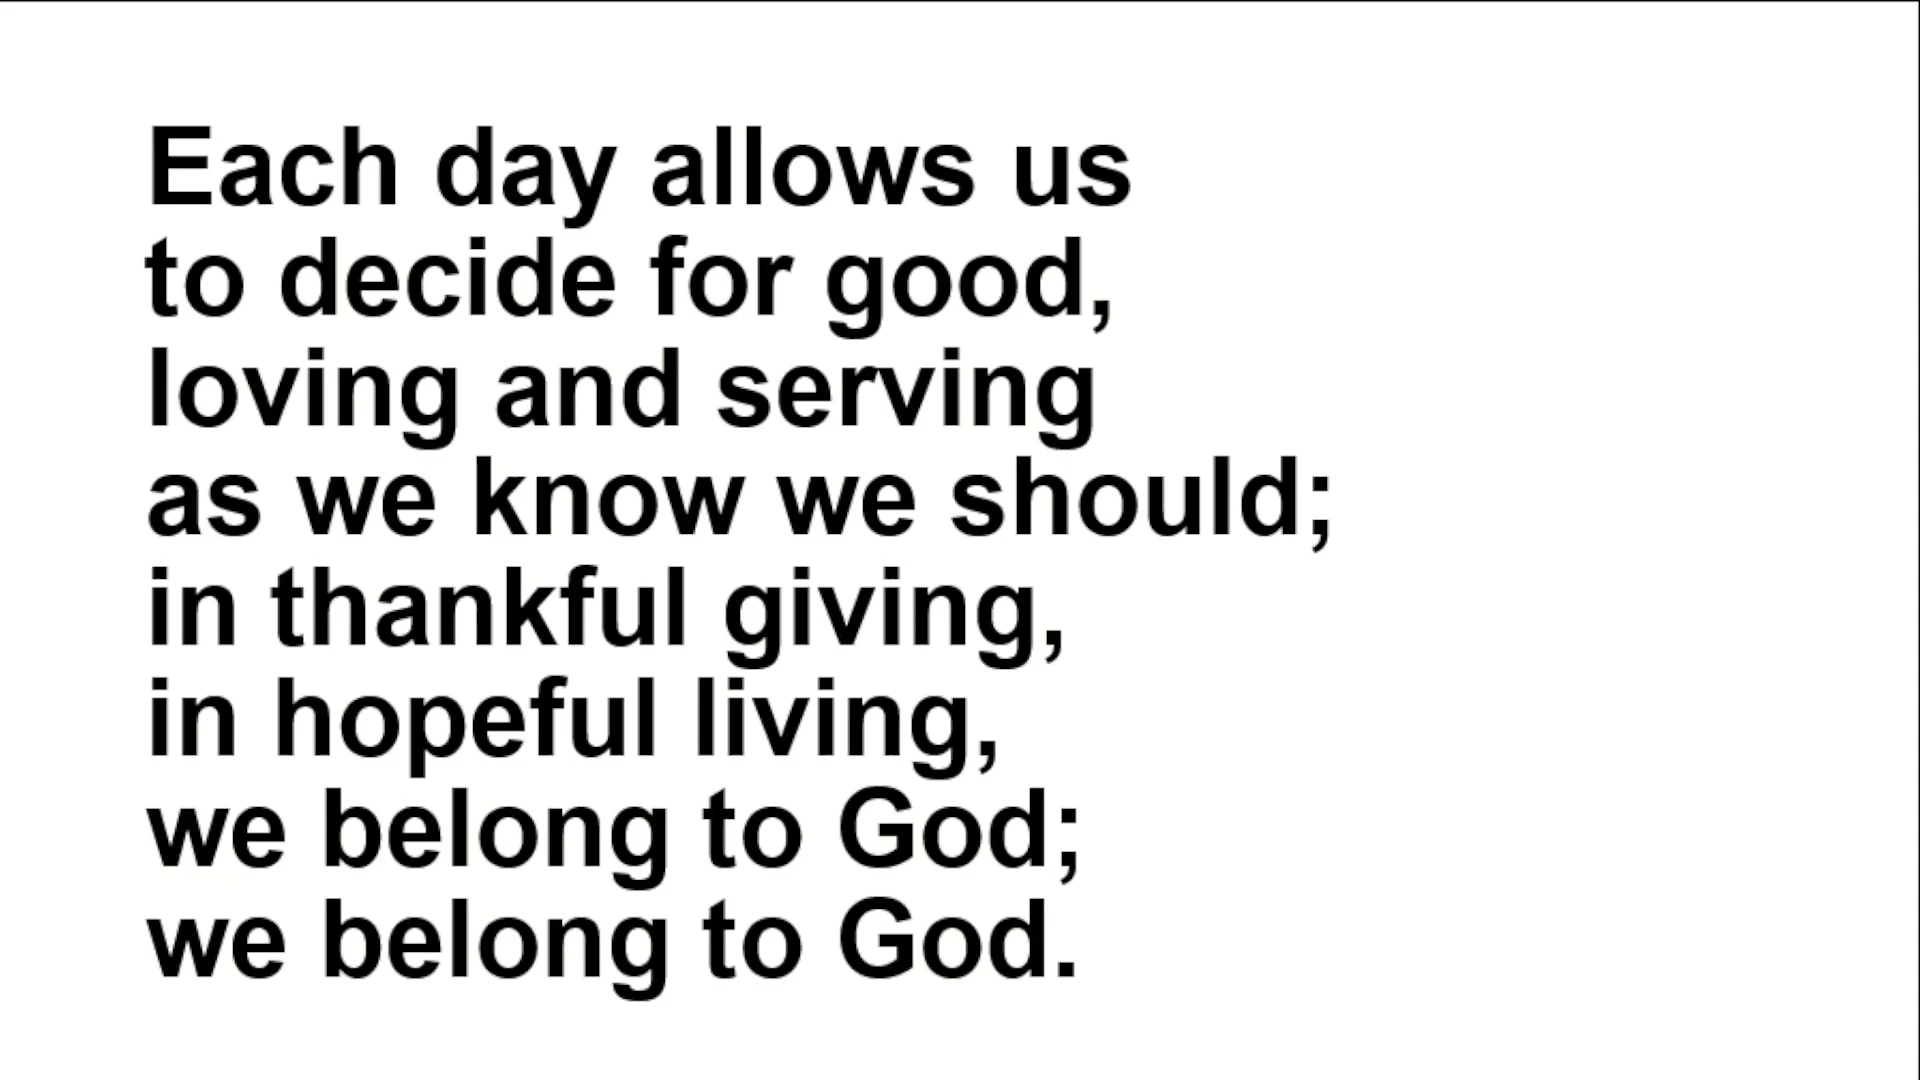 Each day allows us
to decide for good,
loving and serving
as we know we should;
in thankful giving,
in hopeful living,
we belong to God;
we belong to God.